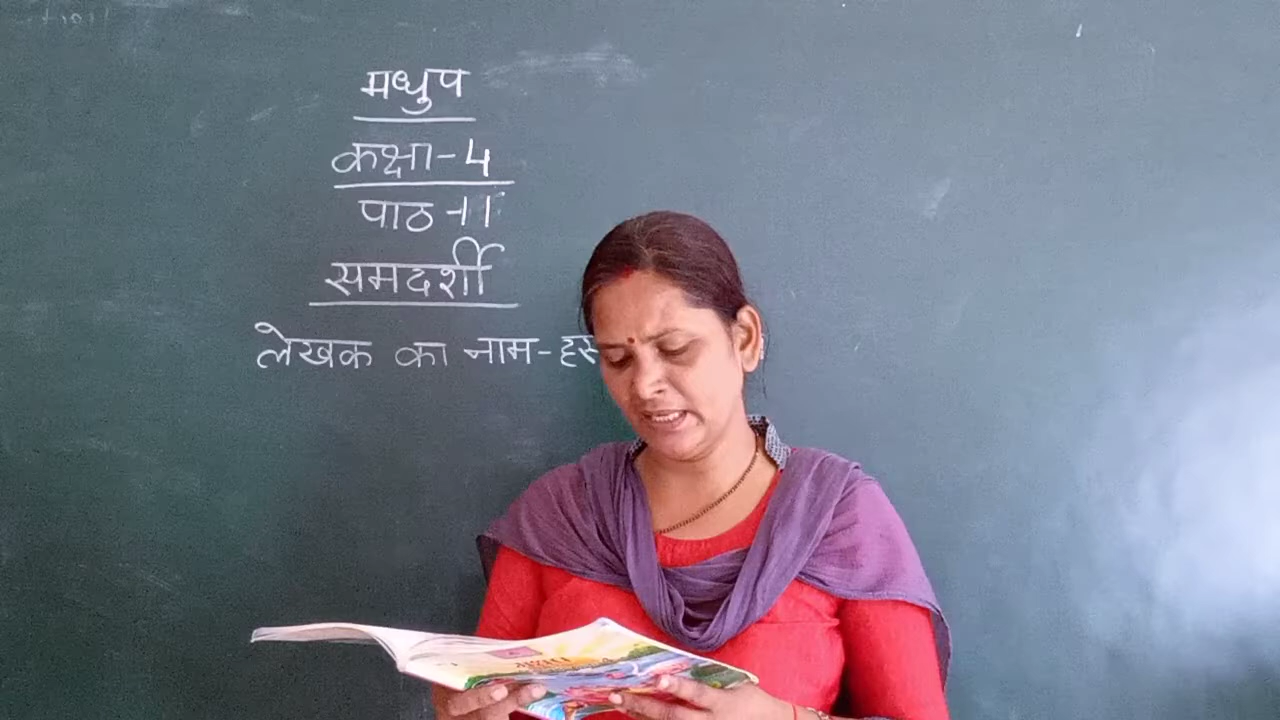 मधुप
कक्षा-4
पाठ-11
समदर्शी
लेखक का नाम-